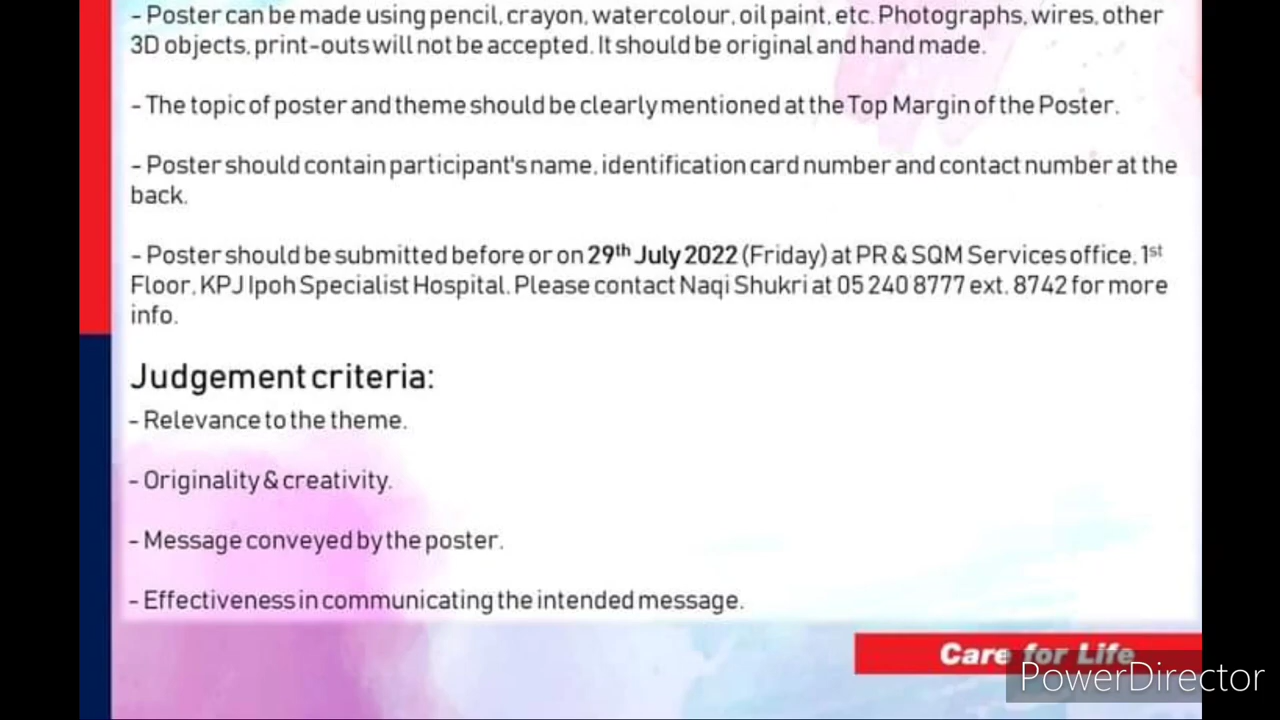 - Poster can be made using pencil, crayon, watercolour, oil paint, etc. Photographs, wires, other
3D objects, print-outs will not be accepted. It should be original and hand made.
- The topic of poster and theme should be clearly mentioned at the Top Margin of the Poster.
- Poster should contain participant's name, identification card number and contact number at the
back.
- Poster should be submitted before or on 29th July 2022 (Friday) at PR & SQM Services office, 1st
Floor, KPJ Ipoh Specialist Hospital. Please contact Naqi Shukri at 05 240 8777 ext. 8742 for more
info.
Judgement criteria:
- Relevance to the theme.
- Originality & creativity.
- Message conveyed by the poster.
- Effectiveness in communicating the intended message.
Care for Life
PowerDirector